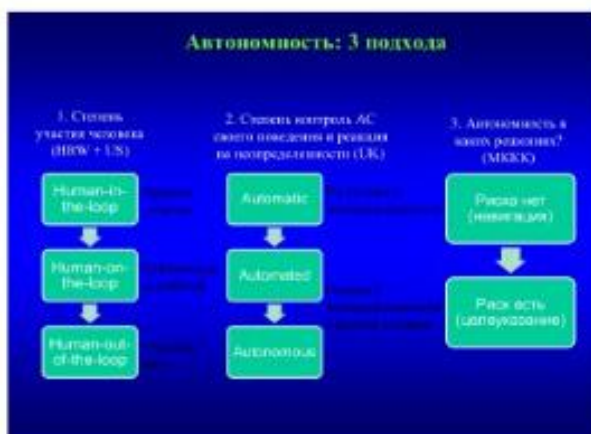 Автономность: 3 подхода
1. Степень
участия человека
(HRW + US)
2. Степень контроль АС
своего поведения и реакция
на неопределенности (UK)
3. Автономность в
каких решениях?
(МККК)
Human-in-
the-loop
Human-on-
the-loop
Human-out-
of-the-loop
Automatic
Automated
Autonomous
Риска нет
(навигация)
Риск есть
(целеуказание)